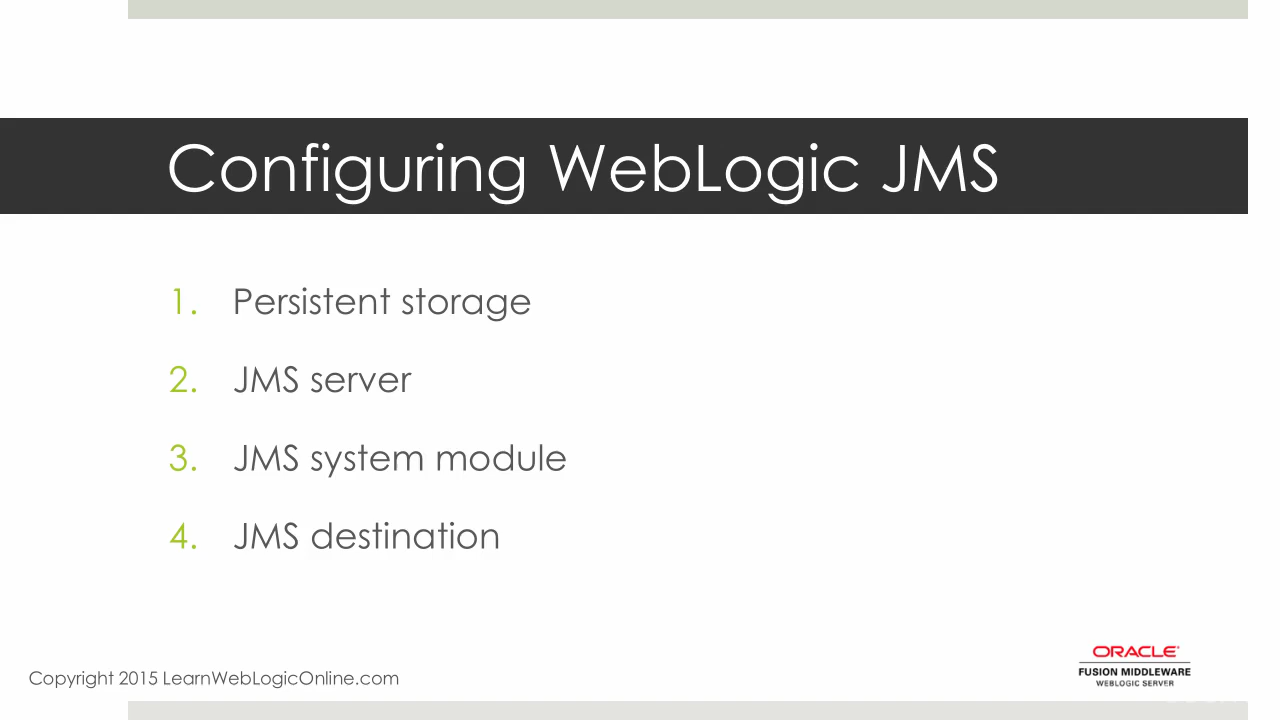 Configuring WebLogic JMS
1. Persistent storage
2. JMS server
3. JMS system module
4. JMS destination
Copyright 2015 LearnWebLogicOnline.com
ORACLE®
FUSION MIDDLEWARE
WEBLOGIC SERVER